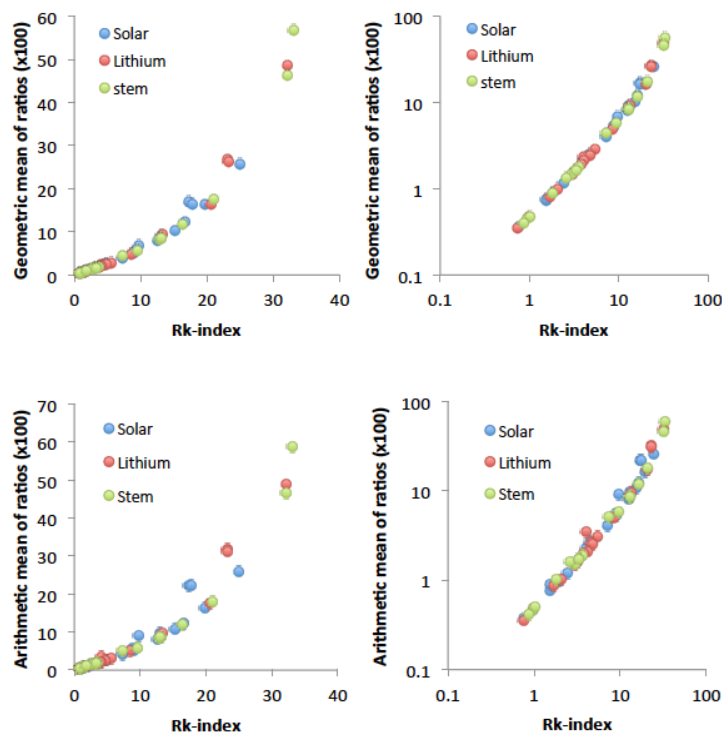 Geometric mean of ratios (x100)
60
50
40
30
20
10
0
Solar
Lithium
stem
0 10 20 30 40
Rk-index
Geometric mean of ratios (x100)
100
10
1
0.1
Solar
Lithium
stem
0.1 1 10 100
Rk-index
Arithmetic mean of ratios (x100)
70
60
50
40
30
20
10
0
Solar
Lithium
Stem
0 10 20 30 40
Rk-index
Arithmetic mean of ratios (x100)
100
10
1
0.1
Solar
Lithium
Stem
0.1 1 10 100
Rk-index